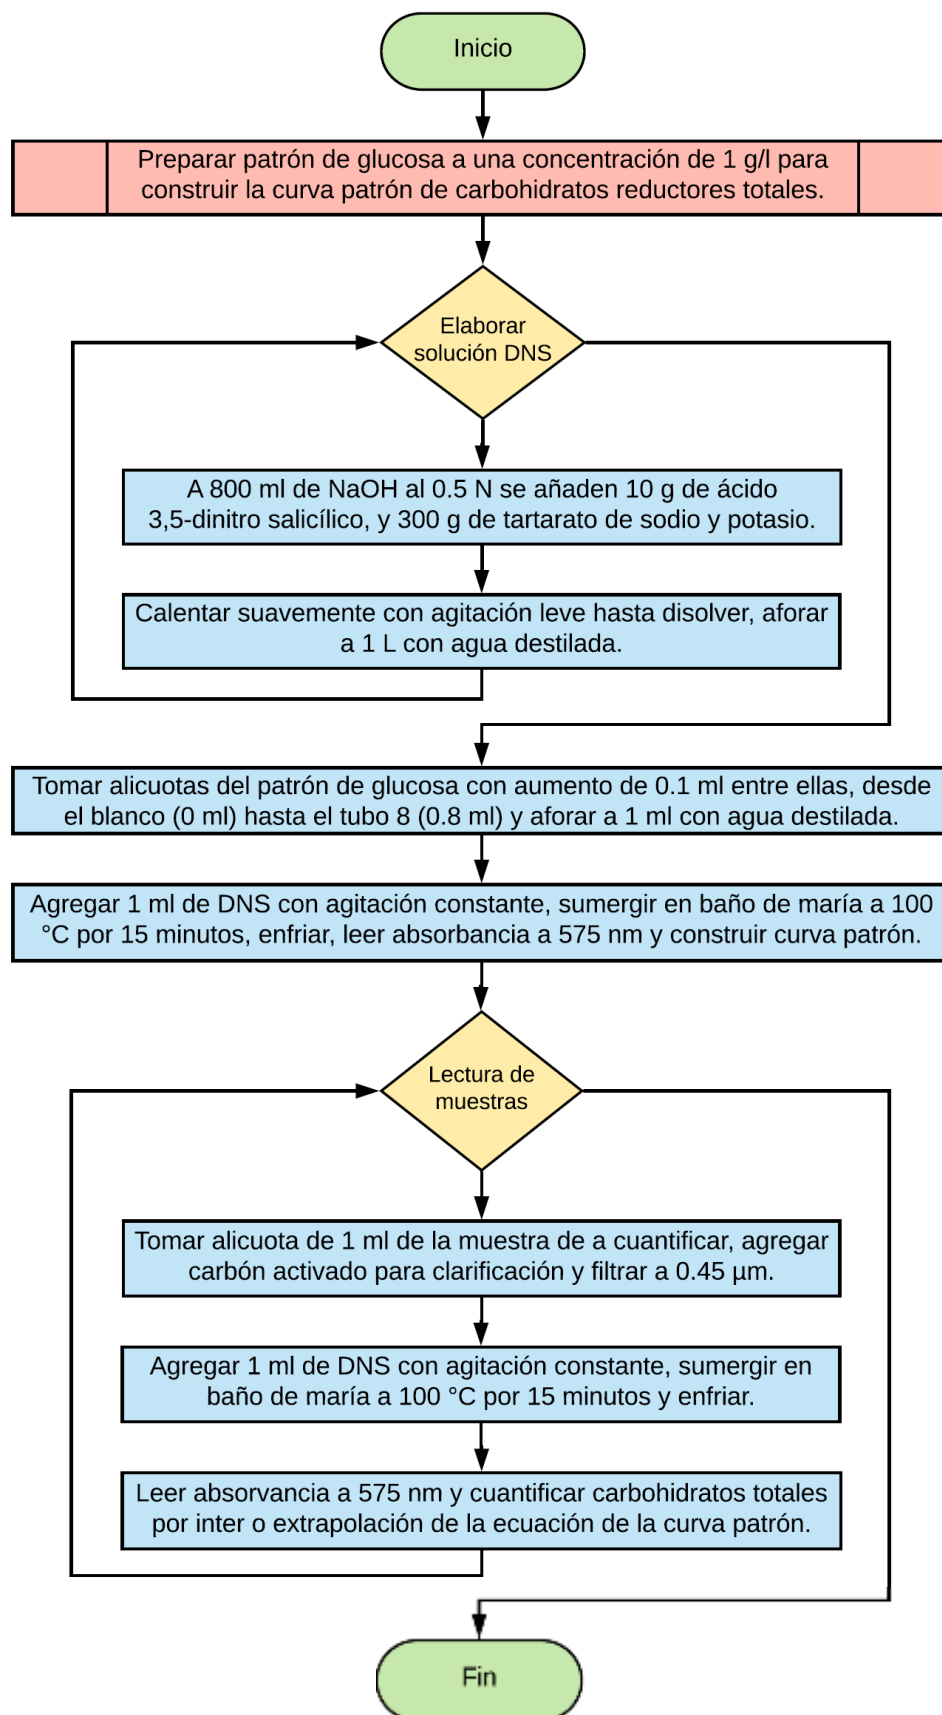 Inicio
Preparar patrón de glucosa a una concentración de 1 g/l para
construir la curva patrón de carbohidratos reductores totales.
Elaborar
solución DNS
A 800 ml de NaOH al 0.5 N se añaden 10 g de ácido
3,5-dinitro salicílico, y 300 g de tartarato de sodio y potasio.
Calentar suavemente con agitación leve hasta disolver, aforar
a 1 L con agua destilada.
Tomar alicuotas del patrón de glucosa con aumento de 0.1 ml entre ellas, desde
el blanco (0 ml) hasta el tubo 8 (0.8 ml) y aforar a 1 ml con agua destilada.
Agregar 1 ml de DNS con agitación constante, sumergir en baño de maría a 100
°C por 15 minutos, enfriar, leer absorbancia a 575 nm y construir curva patrón.
Lectura de
muestras
Tomar alicuota de 1 ml de la muestra de a cuantificar, agregar
carbón activado para clarificación y filtrar a 0.45 µm.
Agregar 1 ml de DNS con agitación constante, sumergir en
baño de maría a 100 °C por 15 minutos y enfriar.
Leer absorvancia a 575 nm y cuantificar carbohidratos totales
por inter o extrapolación de la ecuación de la curva patrón.
Fin